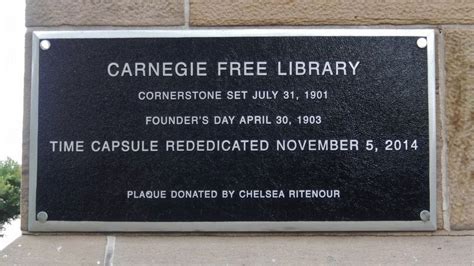 CARNEGIE FREE LIBRARY
CORNERSTONE SET JULY 31, 1901
FOUNDER'S DAY APRIL 30, 1903
TIME CAPSULE REDEDICATED NOVEMBER 5, 2014
PLAQUE DONATED BY CHELSEA RITENOUR